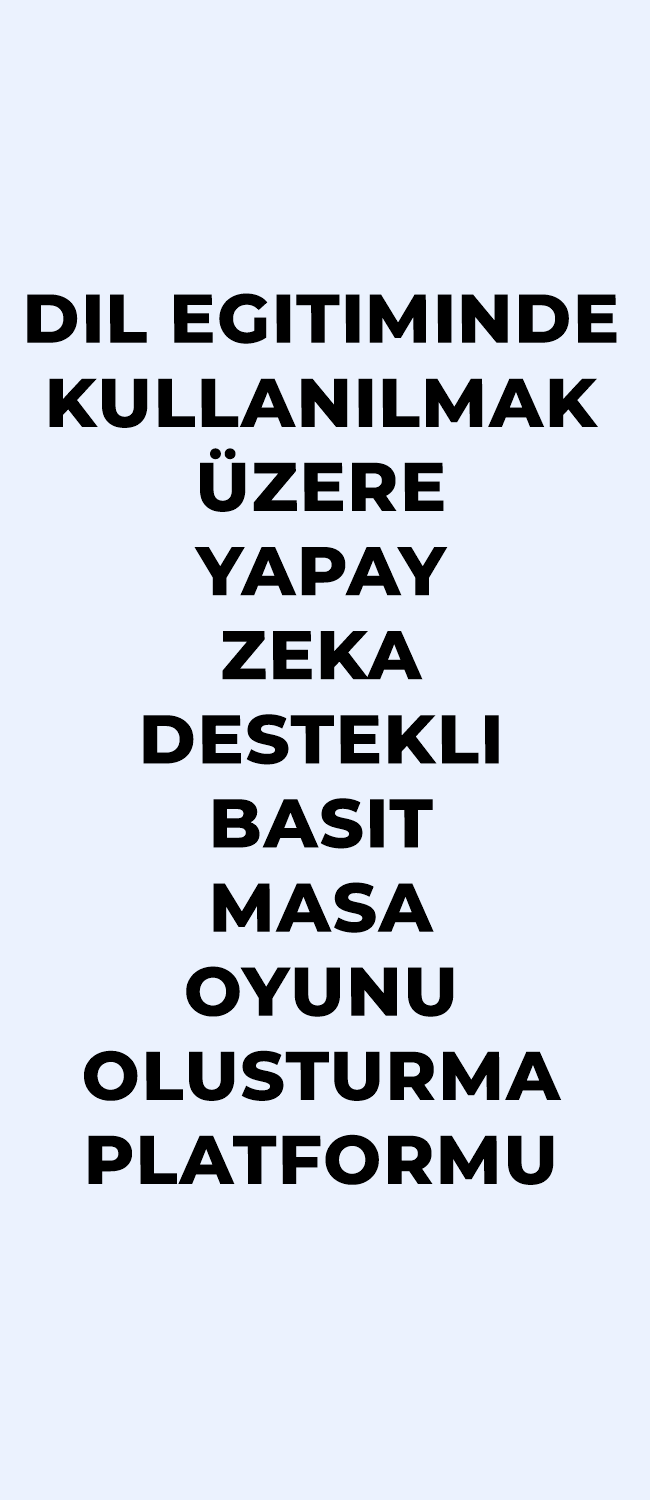 DIL EGITIMINDE
KULLANILMAK
ÜZERE
YAPAY
ZEKA
DESTEKLI
BASIT
MASA
OYUNU
OLUSTURMA
PLATFORMU